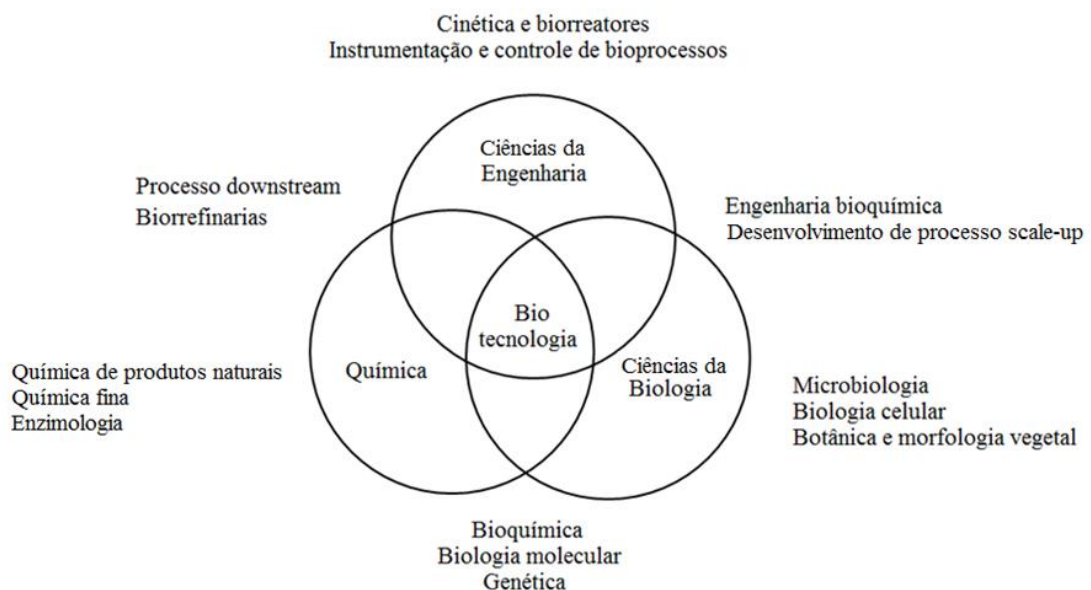 Cinética e biorreatores
Instrumentação e controle de bioprocessos
Ciências da
Engenharia
Processo downstream
Biorrefinarias
Engenharia bioquímica
Desenvolvimento de processo scale-up
Bio
tecnologia
Química de produtos naturais
Química fina
Enzimologia
Química
Ciências da
Biologia
Microbiologia
Biologia celular
Botânica e morfologia vegetal
Bioquímica
Biologia molecular
Genética